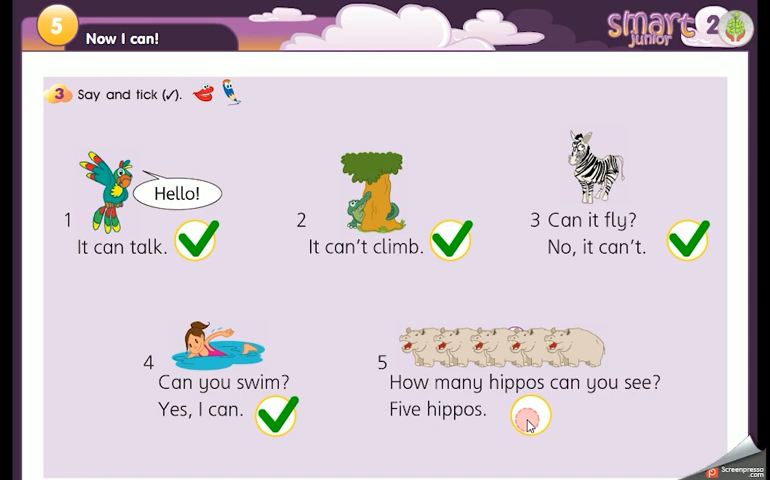 5
Now I can!
smart
junior
2
3 Say and tick (✓).
Hello!
1
It can talk.
2
It can't climb.
3 Can it fly?
No, it can't.
4
Can you swim?
Yes, I can.
5
How many hippos can you see?
Five hippos.
Screenpresso
.com